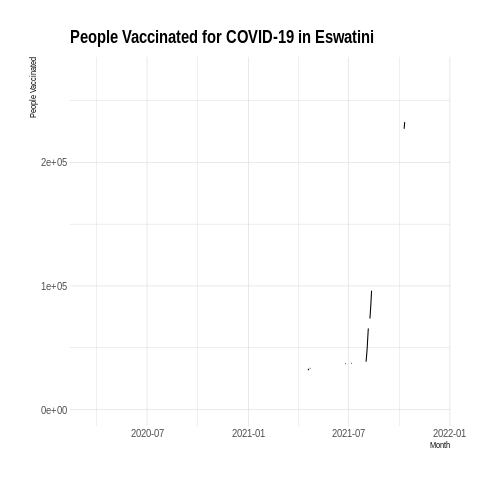 People Vaccinated for COVID-19 in Eswatini
People Vaccinated
2e+05
1e+05
0e+00
2020-07
2021-01
2021-07
2022-01
Month